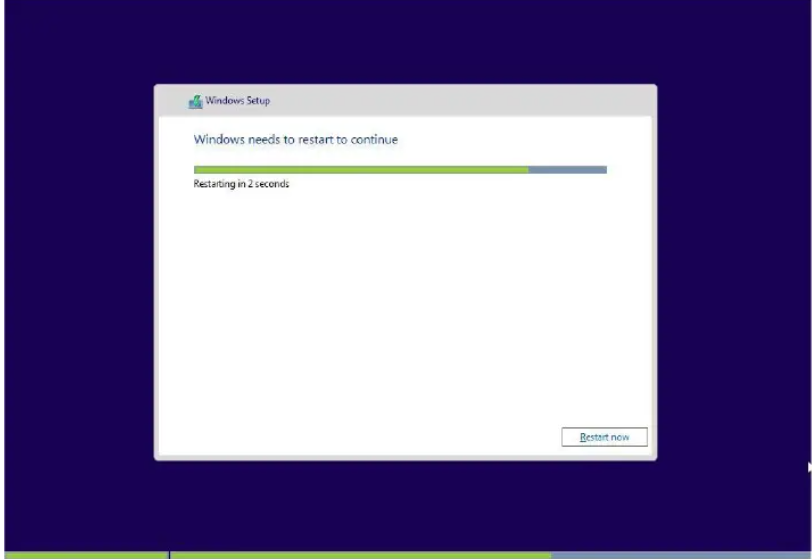 Windows Setup
Windows needs to restart to continue
Restarting in 2 seconds
Restart now